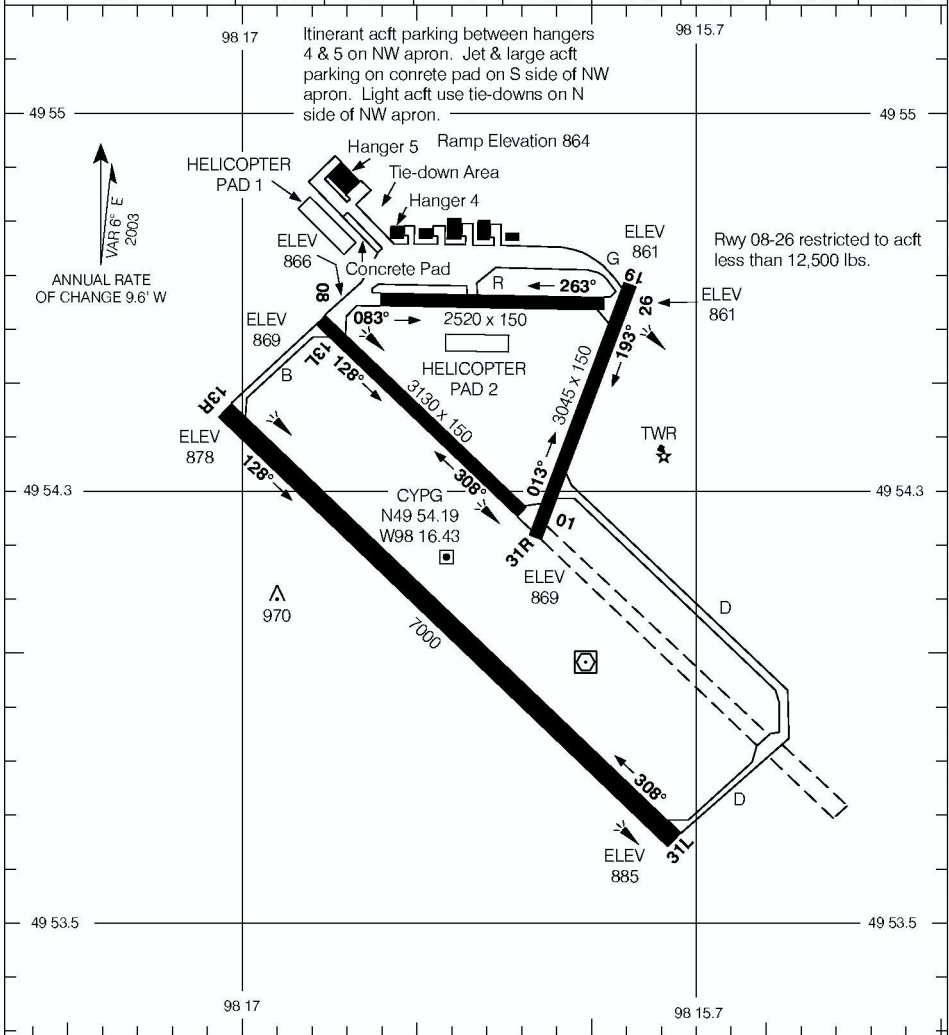 98 17
98 15.7
Itinerant acft parking between hangers
4 & 5 on NW apron. Jet & large acft
parking on conrete pad on S side of NW
apron. Light acft use tie-downs on N
side of NW apron.
49 55
49 55
Hanger 5
Ramp Elevation 864
HELICOPTER
PAD 1
Tie-down Area
Hanger 4
VAR 6° E
2003
ANNUAL RATE
OF CHANGE 9.6' W
ELEV
866
Concrete Pad
G
ELEV
861
19
Rwy 08-26 restricted to acft
less than 12,500 lbs.
08
R
263°
26
ELEV
861
ELEV
869
083°
2520 x 150
193°
13L
128°
HELICOPTER
PAD 2
B
3130 x 150
3045 x 150
13R
ELEV
878
128°
TWR
308°
013°
49 54.3
49 54.3
CYPG
N49 54.19
W98 16.43
01
31R
ELEV
869
970
7000
D
308°
D
31L
ELEV
885
49 53.5
49 53.5
98 17
98 15.7